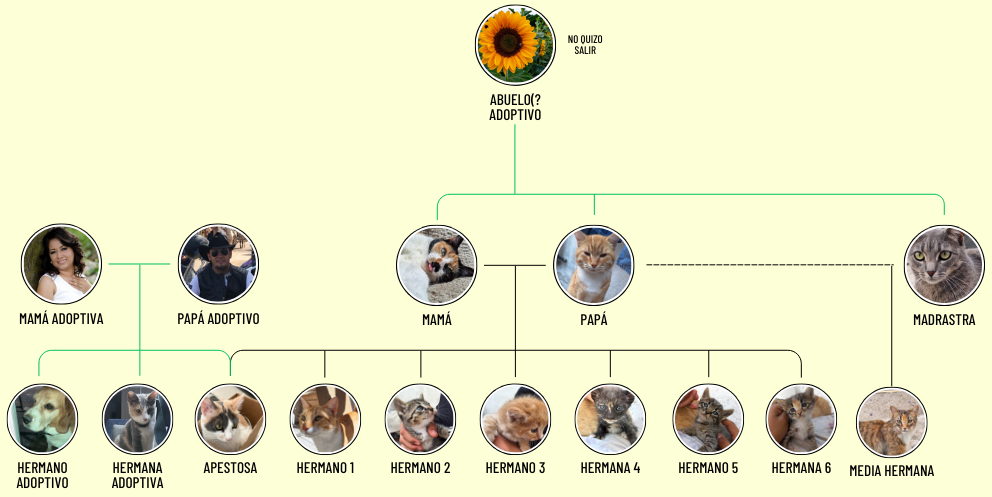 NO QUIZO
SALIR
ABUELO(?
ADOPTIVO
MAMÁ ADOPTIVA
PAPÁ ADOPTIVO
MAMÁ
PAPÁ
MADRASTRA
HERMANO
ADOPTIVO
HERMANA
ADOPTIVA
APESTOSA
HERMANO 1
HERMANO 2
HERMANO 3
HERMANA 4
HERMANO 5
HERMANA 6
MEDIA HERMANA